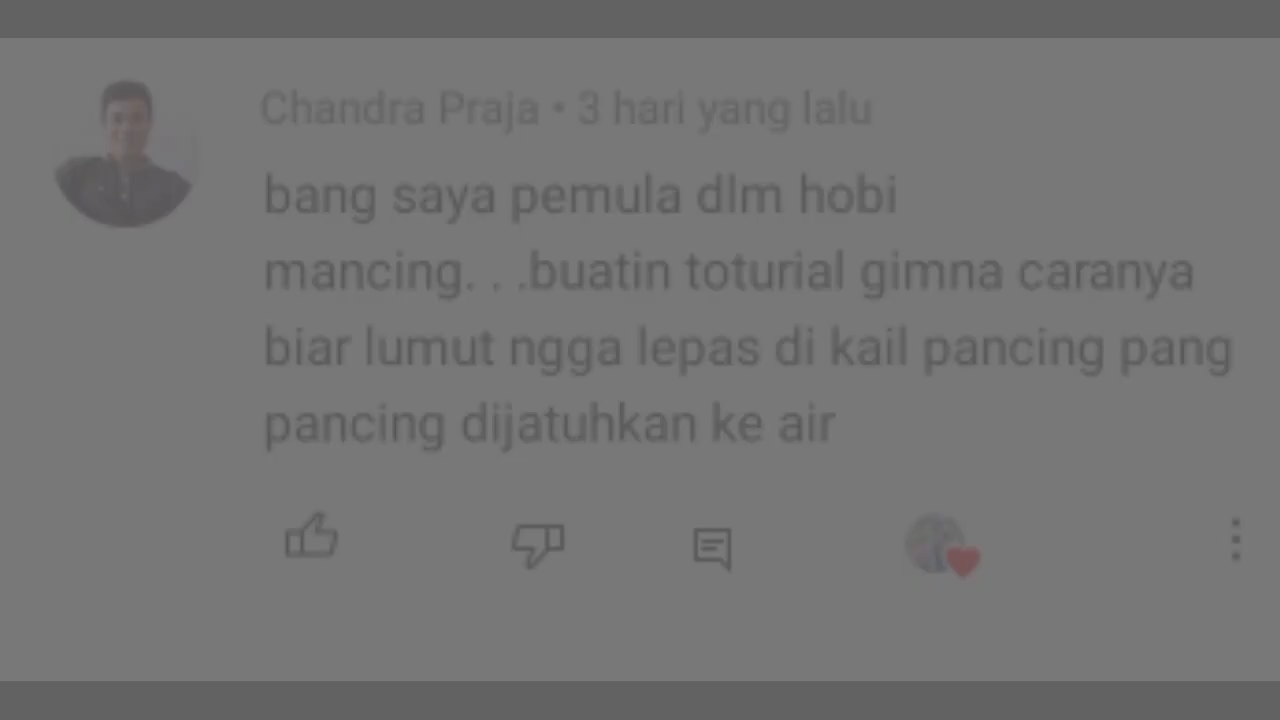 Chandra Praja • 3 hari yang lalu
bang saya pemula dlm hobi
mancing. . .buatin toturial gimna caranya
biar lumut ngga lepas di kail pancing pang
pancing dijatuhkan ke air